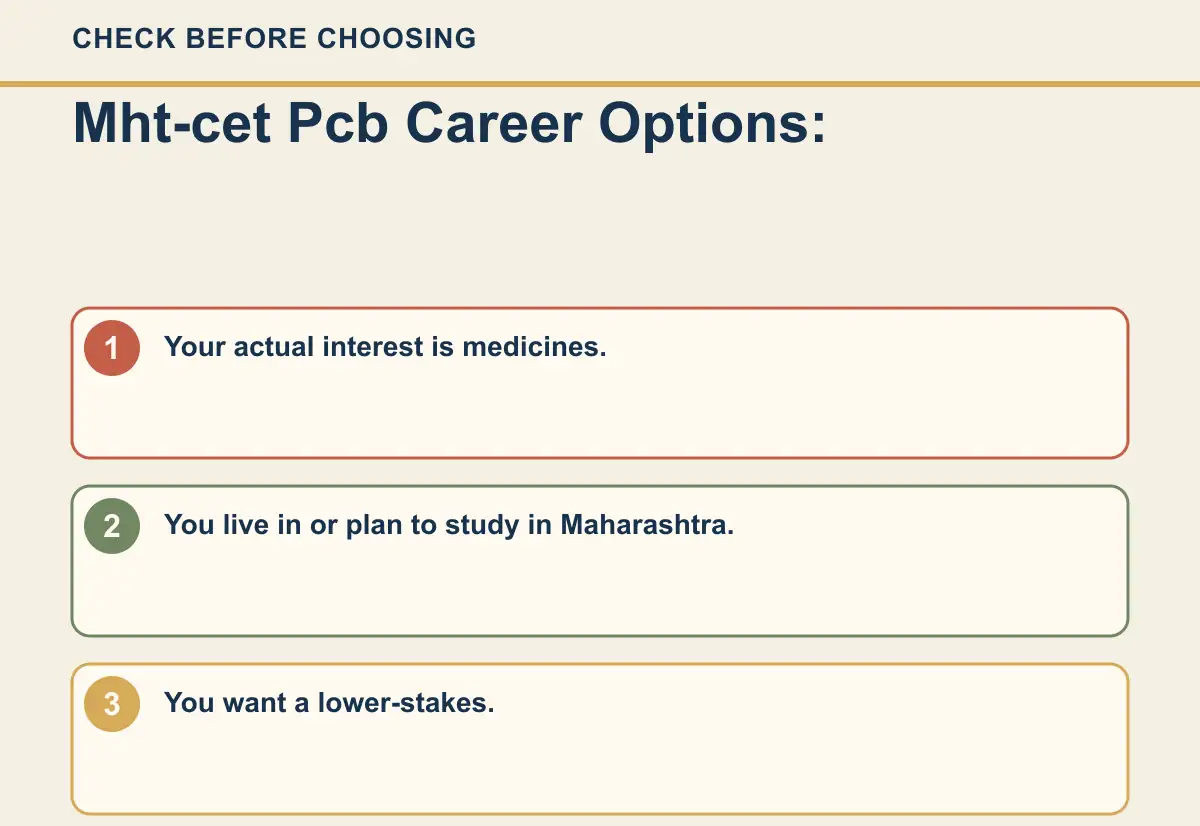 CHECK BEFORE CHOOSING
Mht-cet Pcb Career Options:
1 Your actual interest is medicines.
2 You live in or plan to study in Maharashtra.
3 You want a lower-stakes.